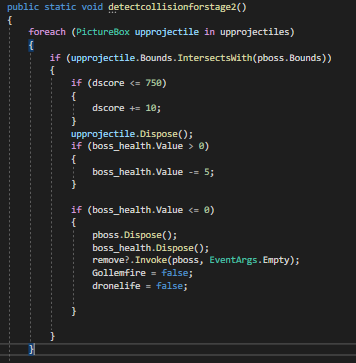 public static void detectcollisionforstage2()
{
foreach (PictureBox upprojectile in upprojectiles)
{
if (upprojectile.Bounds.IntersectsWith(pboss.Bounds))
{
if (dscore <= 750)
{
dscore += 10;
}
upprojectile.Dispose();
if (boss_health.Value > 0)
{
boss_health.Value -= 5;
}
if (boss_health.Value <= 0)
{
pboss.Dispose();
boss_health.Dispose();
remove?.Invoke(pboss, EventArgs.Empty);
Gollemfire = false;
dronelife = false;
}
}
}